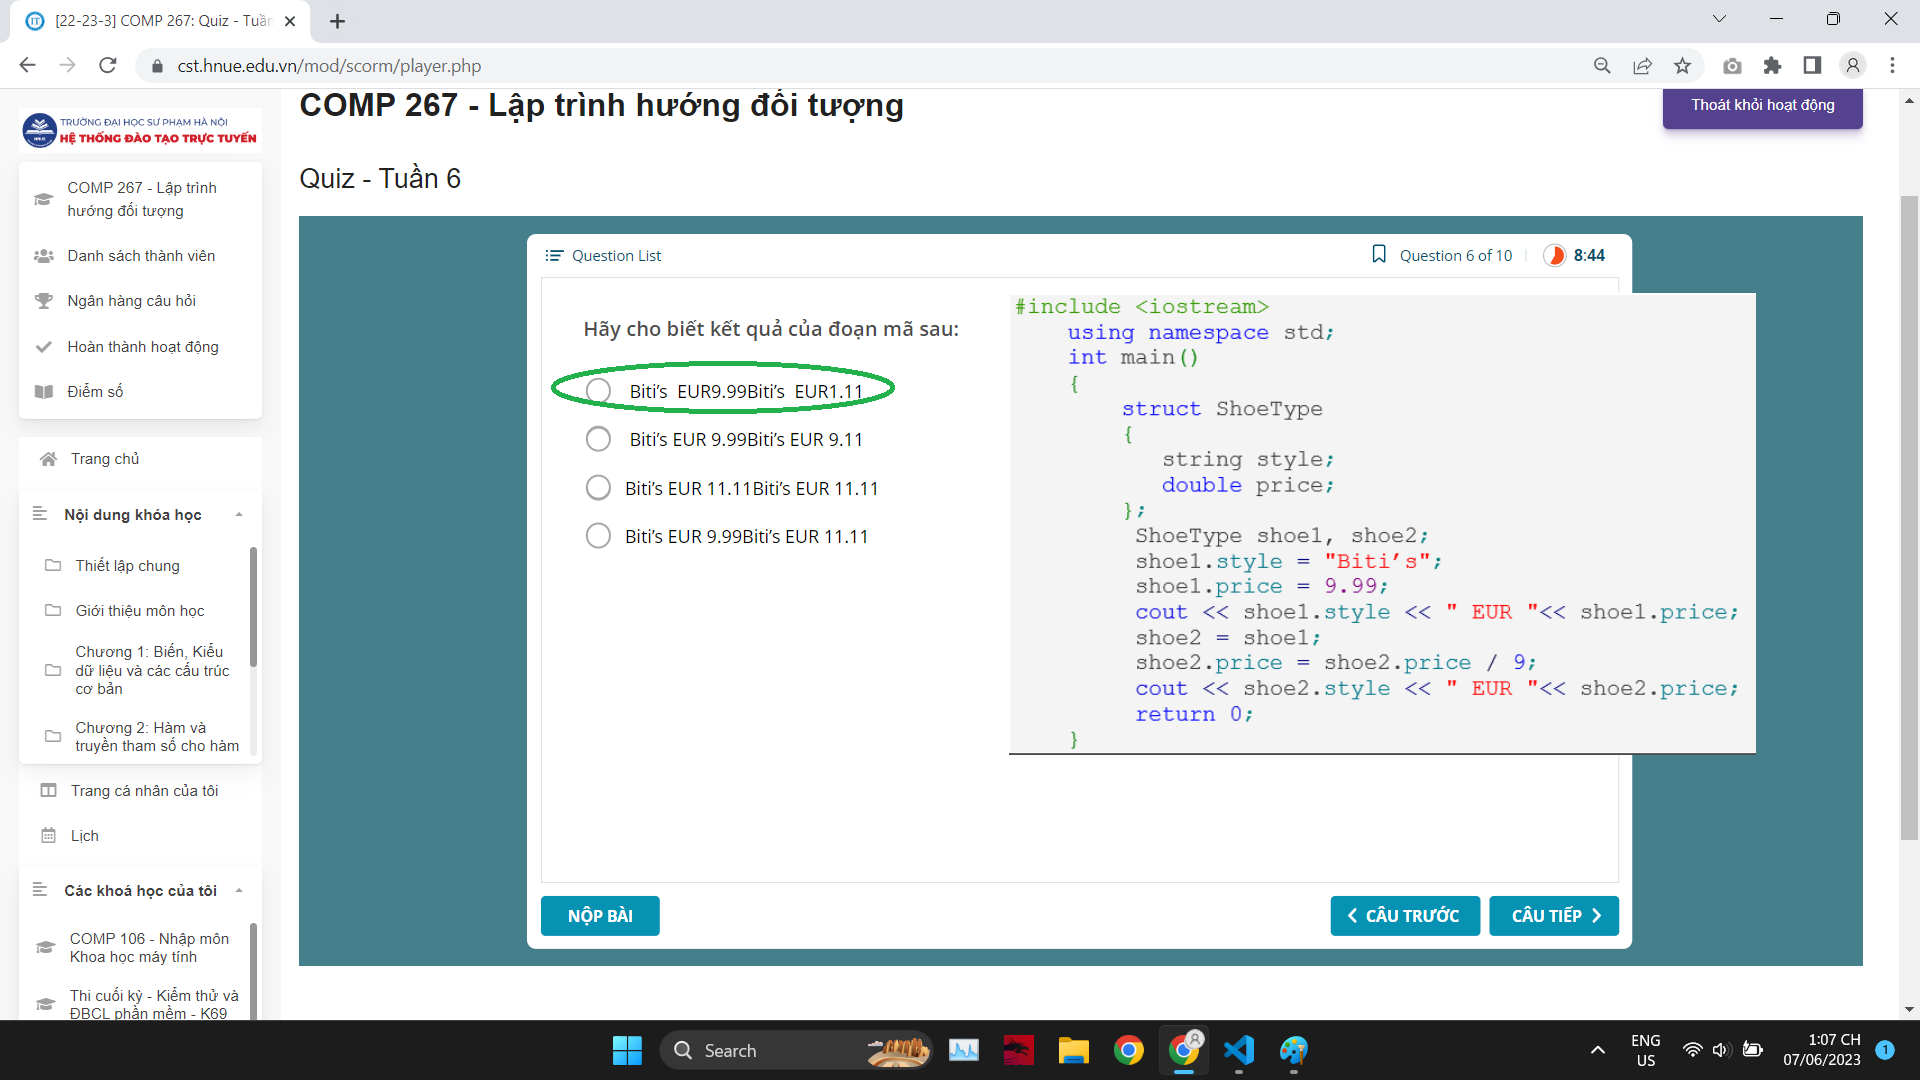 [22-23-3] COMP 267: Quiz - Tuần
cst.hnue.edu.vn/mod/scorm/player.php
TRƯỜNG ĐẠI HỌC SƯ PHẠM HÀ NỘI
HỆ THỐNG ĐÀO TẠO TRỰC TUYẾN
COMP 267 - Lập trình
hướng đối tượng
Danh sách thành viên
Ngân hàng câu hỏi
Hoàn thành hoạt động
Điểm số
Trang chủ
Nội dung khóa học
Thiết lập chung
Giới thiệu môn học
Chương 1: Biến, Kiểu
dữ liệu và các cấu trúc
cơ bản
Chương 2: Hàm và
truyền tham số cho hàm
Trang cá nhân của tôi
Lịch
Các khoá học của tôi
COMP 106 - Nhập môn
Khoa học máy tính
Thi cuối kỳ - Kiểm thử và
ĐBCL phần mềm - K69
COMP 267 - Lập trình hướng đối tượng
Thoát khỏi hoạt động
Quiz - Tuần 6
Question List
Question 6 of 10
8:44
Hãy cho biết kết quả của đoạn mã sau:
Biti’s  EUR9.99Biti’s  EUR1.11
Biti’s EUR 9.99Biti’s EUR 9.11
Biti’s EUR 11.11Biti’s EUR 11.11
Biti’s EUR 9.99Biti’s EUR 11.11
#include <iostream>
using namespace std;
int main()
{
struct ShoeType
{
string style;
double price;
};
ShoeType shoe1, shoe2;
shoe1.style = "Biti’s";
shoe1.price = 9.99;
cout << shoe1.style << " EUR "<< shoe1.price;
shoe2 = shoe1;
shoe2.price = shoe2.price / 9;
cout << shoe2.style << " EUR "<< shoe2.price;
return 0;
}
NỘP BÀI
CÂU TRƯỚC
CÂU TIẾP
Search
ENG
US
1:07 CH
07/06/2023
1